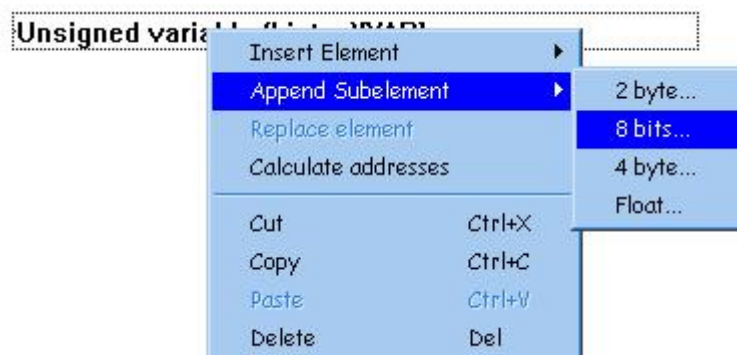 Unsigned varia
Insert Element
Append Subelement
Replace element
Calculate addresses
Cut Ctrl+X
Copy Ctrl+C
Paste Ctrl+V
Delete Del
2 byte...
8 bits...
4 byte...
Float...